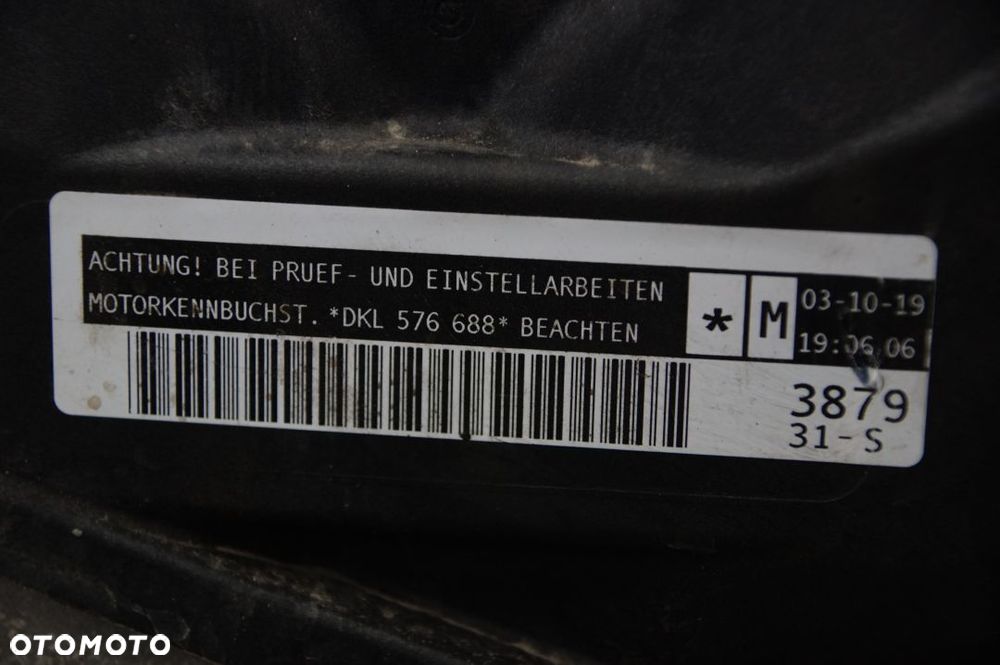 ACHTUNG! BEI PRUEF- UND EINSTELLARBEITEN
MOTORKENNBUCHST. *DKL 576 688* BEACHTEN
* M
03-10-19
19:06.06
3879
31-S
OTOMOTO